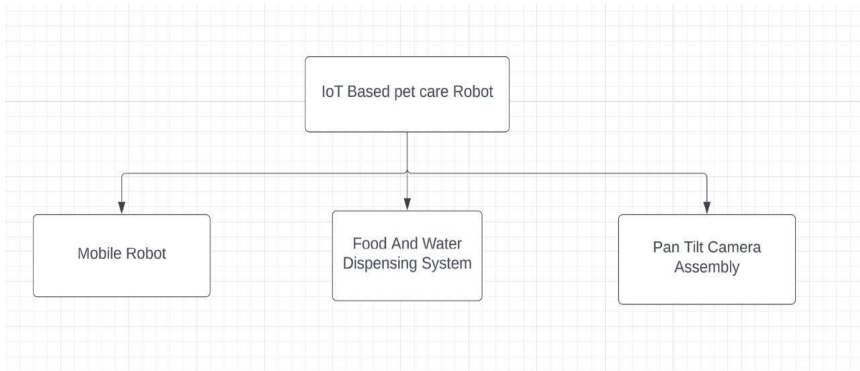 IoT Based pet care Robot
Mobile Robot
Food And Water
Dispensing System
Pan Tilt Camera
Assembly